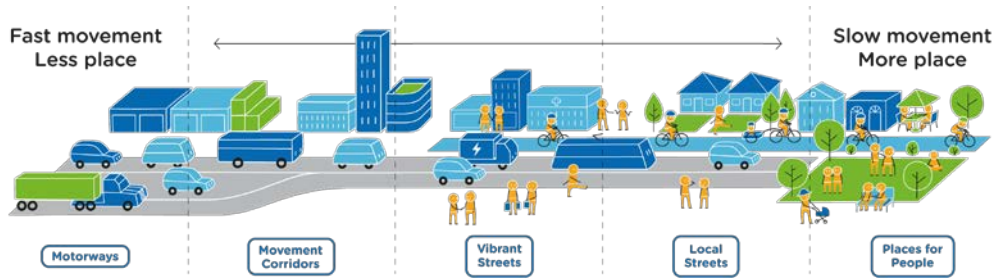 Fast movement
Less place
Slow movement
More place
Motorways
Movement
Corridors
Vibrant
Streets
Local
Streets
Places for
People